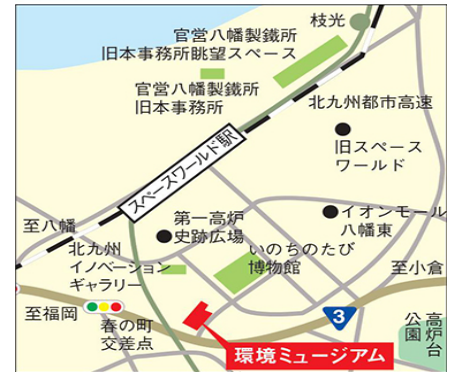 枝光
官営八幡製鐵所
旧本事務所眺望スペース
官営八幡製鐵所
旧本事務所
北九州都市高速
旧スペース
ワールド
スペースワールド駅
イオンモール
八幡東
第一高炉
史跡広場
至八幡
北九州
イノベーション
ギャラリー
いのちのたび
博物館
至小倉
至福岡
春の町
交差点
3
高炉台
公園
環境ミュージアム